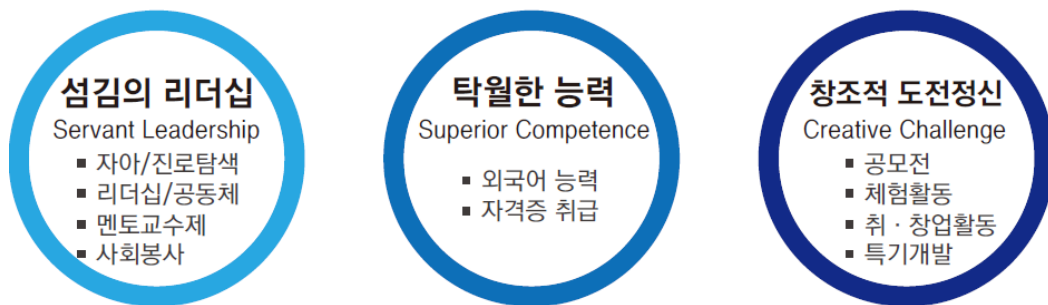 섬김의 리더십
Servant Leadership
▪ 자아/진로탐색
▪ 리더십/공동체
▪ 멘토교수제
▪ 사회봉사
탁월한 능력
Superior Competence
▪ 외국어 능력
▪ 자격증 취급
창조적 도전정신
Creative Challenge
▪ 공모전
▪ 체험활동
▪ 취 · 창업활동
▪ 특기개발